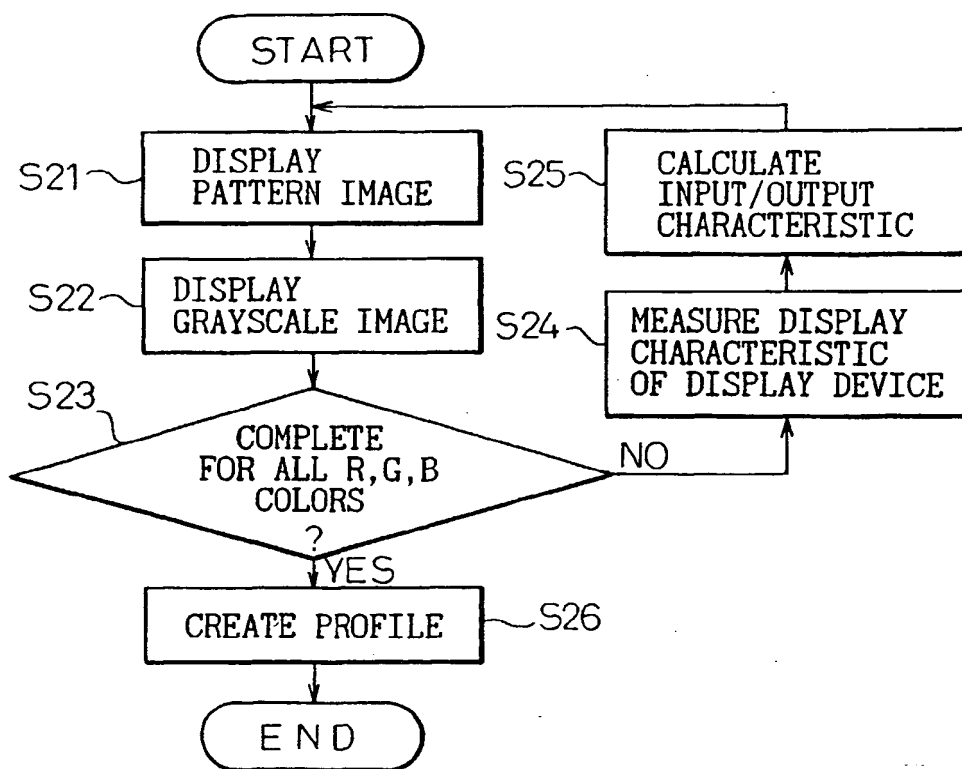 START
S21
DISPLAY
PATTERN IMAGE
S22
DISPLAY
GRAYSCALE IMAGE
S23
COMPLETE
FOR ALL R,G,B
COLORS
?
NO
YES
S24
MEASURE DISPLAY
CHARACTERISTIC
OF DISPLAY DEVICE
S25
CALCULATE
INPUT/OUTPUT
CHARACTERISTIC
CREATE PROFILE
S26
END